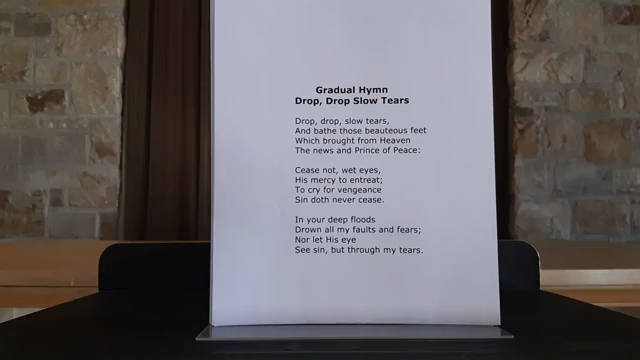 Gradual Hymn
Drop, Drop Slow Tears
Drop, drop, slow tears,
And bathe those beauteous feet
Which brought from Heaven
The news and Prince of Peace:
Cease not, wet eyes,
His mercy to entreat;
To cry for vengeance
Sin doth never cease.
In your deep floods
Drown all my faults and fears;
Nor let His eye
See sin, but through my tears.